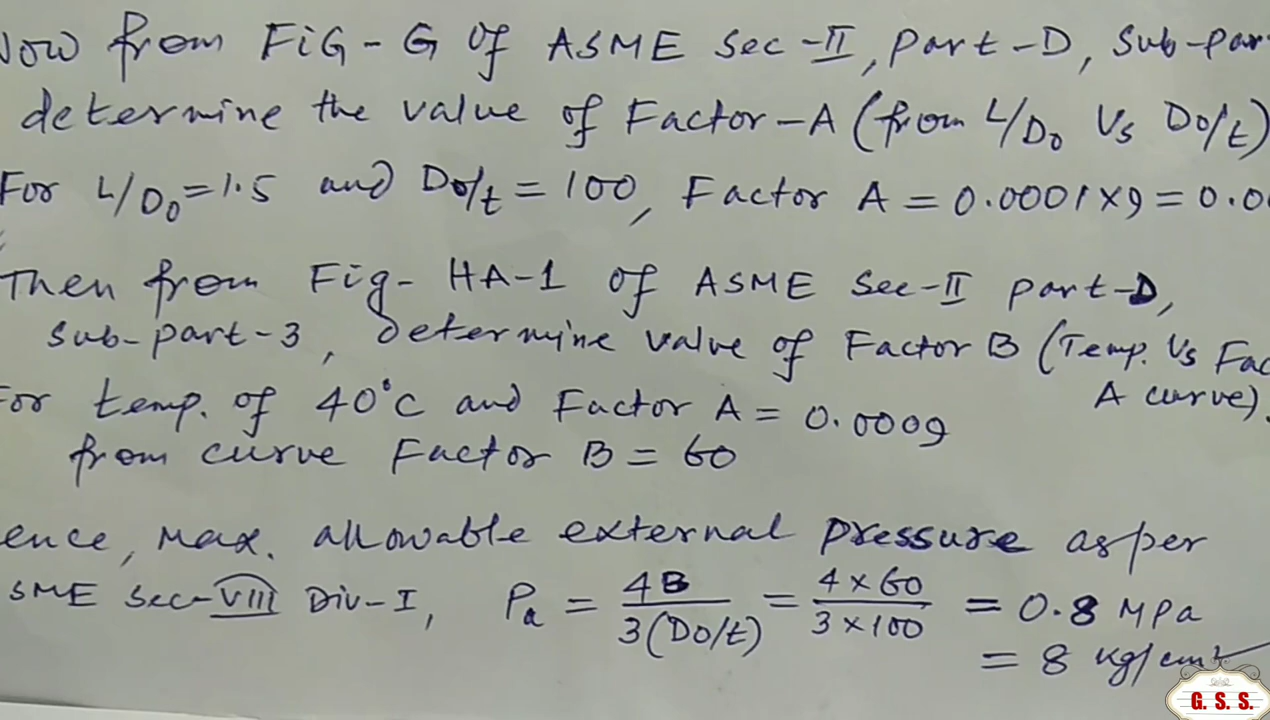 Now from FiG-G of ASME Sec-II, Part-D, Sub-par
determine the value of Factor-A (from L/Do Vs Do/t)
For L/Do=1.5 and Do/t = 100, Factor A = 0.0001×9 = 0.0
Then from Fig- HA-1 of ASME Sec-II part-D,
sub-part-3, determine value of Factor B (Temp. Vs Fac
A curve).
For temp. of 40°C and Factor A = 0.0009
from curve Factor B = 60
ence, Max. allowable external pressure as per
SME Sec-VIII Div-I, Pa = 4B / 3(Do/t) = 4×60 / 3×100 = 0.8 MPa
= 8 kg/cm²
G. S. S.